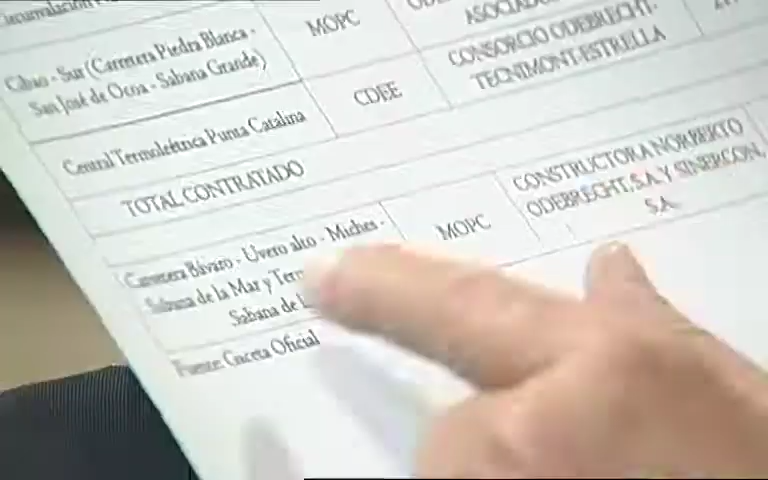 MOPC
Cibao - Sur (Carretera Piedra Blanca -
San José de Ocoa - Sabana Grande)
CONSORCIO ODEBRECHT-
TECNIMONT-ESTRELLA
CDEE
Central Termoeléctrica Punta Catalina
TOTAL CONTRATADO
Carretera Bávaro - Uvero alto - Miches -
Sabana de la Mar y
Sabana de
MOPC
CONSTRUCTORA NORBERTO
ODEBRECHT, S.A. Y SINERCON,
S.A.
Fuente: Gaceta Oficial